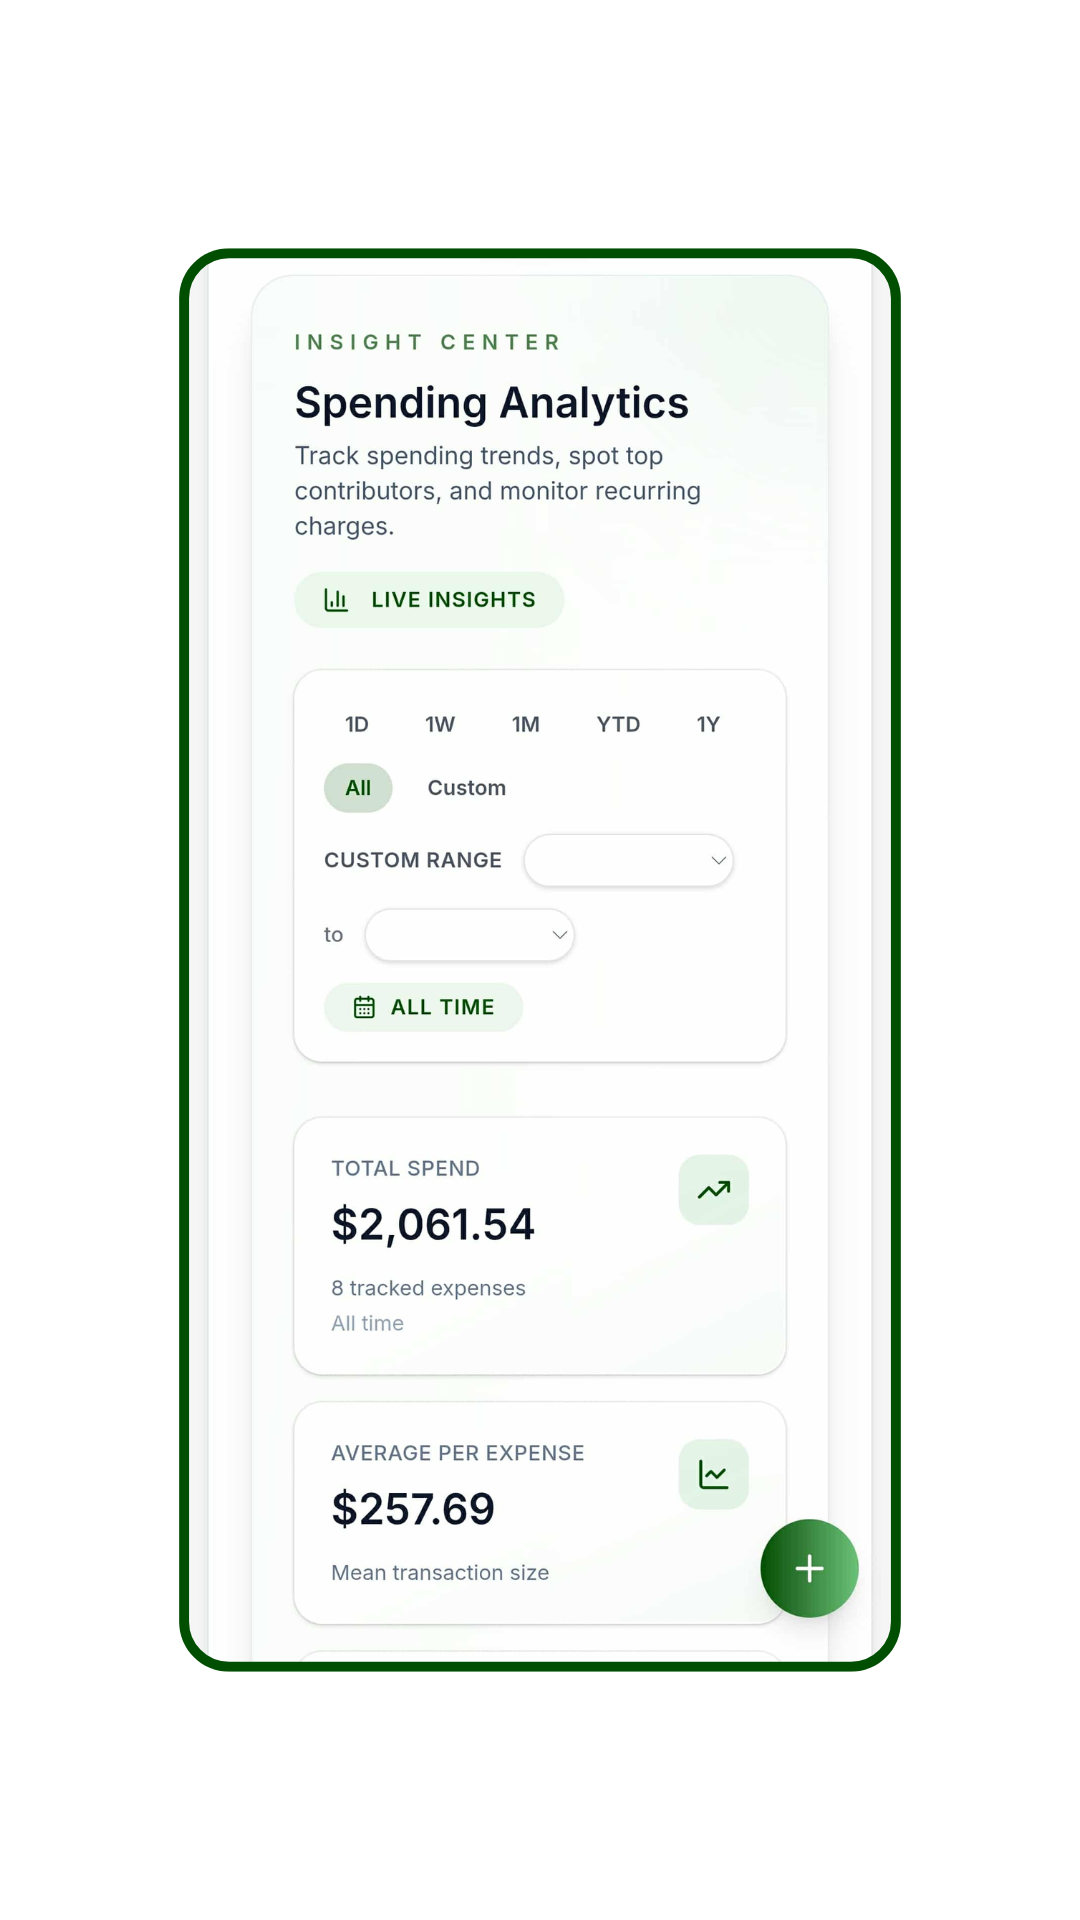 INSIGHT CENTER
Spending Analytics
Track spending trends, spot top
contributors, and monitor recurring
charges.
LIVE INSIGHTS
1D 1W 1M YTD 1Y
All Custom
CUSTOM RANGE
to
ALL TIME
TOTAL SPEND
$2,061.54
8 tracked expenses
All time
AVERAGE PER EXPENSE
$257.69
Mean transaction size